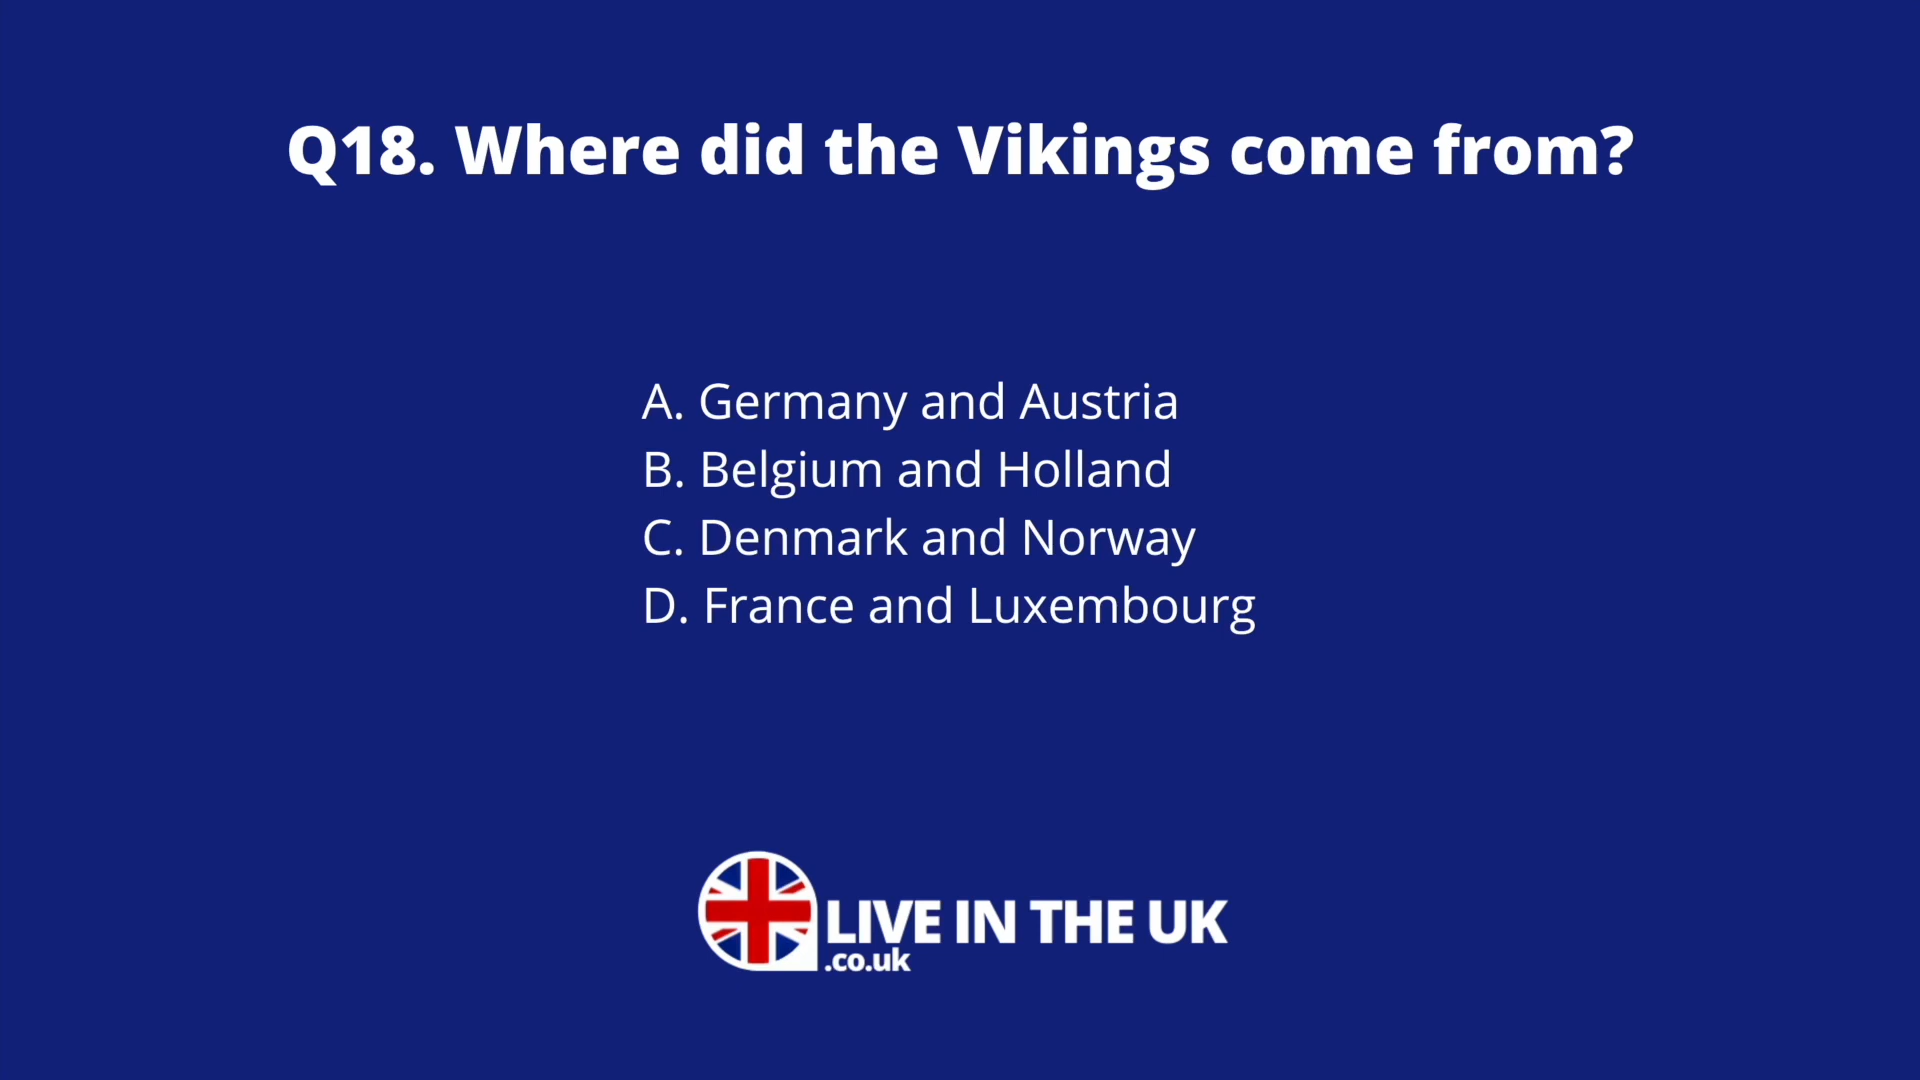 Q18. Where did the Vikings come from?
A. Germany and Austria
B. Belgium and Holland
C. Denmark and Norway
D. France and Luxembourg
LIVE IN THE UK
.co.uk